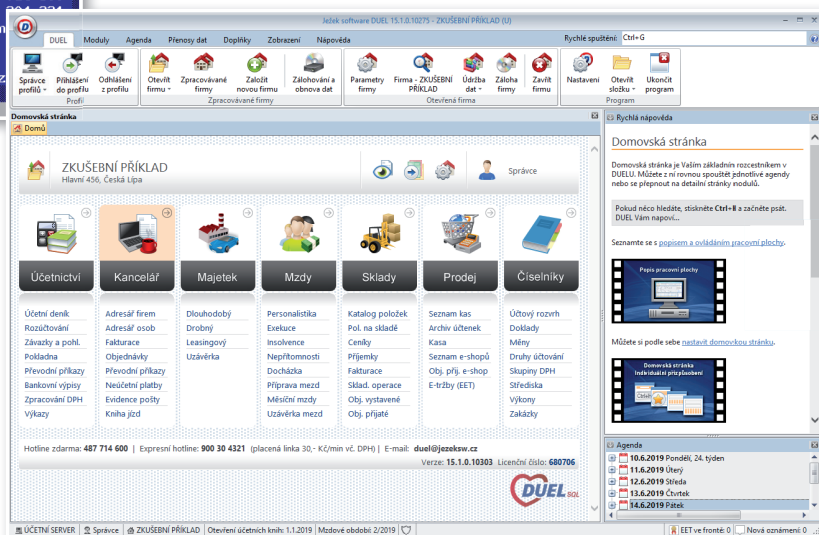 Ježek software DUEL 15.1.0.10275 - ZKUŠEBNÍ PŘÍKLAD (U)
DUEL Moduly Agenda Přenosy dat Doplňky Zobrazení Nápověda
Rychlé spuštění: Ctrl+G
Správce profilů
Přihlášení do profilu
Odhlášení z profilu
Profil
Otevřít firmu
Zpracovávané firmy
Založit novou firmu
Zálohování a obnova dat
Zpracovávané firmy
Parametry firmy
Firma - ZKUŠEBNÍ PŘÍKLAD
Údržba dat
Záloha firmy
Zavřít firmu
Otevřená firma
Nastavení
Otevřít složku
Ukončit program
Program
Domovská stránka
Domů
ZKUŠEBNÍ PŘÍKLAD
Hlavní 456, Česká Lípa
Správce
Účetnictví
Účetní deník
Rozúčtování
Závazky a pohl.
Pokladna
Převodní příkazy
Bankovní výpisy
Zpracování DPH
Výkazy
Kancelář
Adresář firem
Adresář osob
Fakturace
Objednávky
Převodní příkazy
Neúčetní platby
Evidence pošty
Kniha jízd
Majetek
Dlouhodobý
Drobný
Leasingový
Uzávěrka
Mzdy
Personalistika
Exekuce
Insolvence
Nepřítomnosti
Docházka
Příprava mezd
Měsíční mzdy
Uzávěrka mezd
Sklady
Katalog položek
Pol. na skladě
Ceníky
Příjemky
Fakturace
Sklad. operace
Obj. vystavené
Obj. přijaté
Prodej
Seznam kas
Archiv účtenek
Kasa
Seznam e-shopů
Obj. přij. e-shop
E-tržby (EET)
Číselníky
Účtový rozvrh
Doklady
Měny
Druhy účtování
Skupiny DPH
Střediska
Výkony
Zakázky
Hotline zdarma: 487 714 600 | Expresní hotline: 900 30 4321 (placená linka 30,- Kč/min vč. DPH) | E-mail: duel@jezeksw.cz
Verze: 15.1.0.10303 Licenční číslo: 680706
DUEL SQL
Rychlá nápověda
Domovská stránka
Domovská stránka je Vaším základním rozcestníkem v
DUELU. Můžete z ní rovnou spouštět jednotlivé agendy
nebo se přepnout na detailní stránky modulů.
Pokud něco hledáte, stiskněte Ctrl+H a začněte psát.
DUEL Vám napoví...
Seznamte se s popisem a ovládáním pracovní plochy.
Popis pracovní plochy
Můžete si podle sebe nastavit domovkou stránku.
Domovská stránka
Individuální přizpůsobení
Agenda
10.6.2019 Pondělí, 24. týden
11.6.2019 Úterý
12.6.2019 Středa
13.6.2019 Čtvrtek
14.6.2019 Pátek
ÚČETNÍ SERVER Správce ZKUŠEBNÍ PŘÍKLAD Otevření účetních knih: 1.1.2019 Mzdové období: 2/2019
EET ve frontě: 0 Nová oznámení: 0